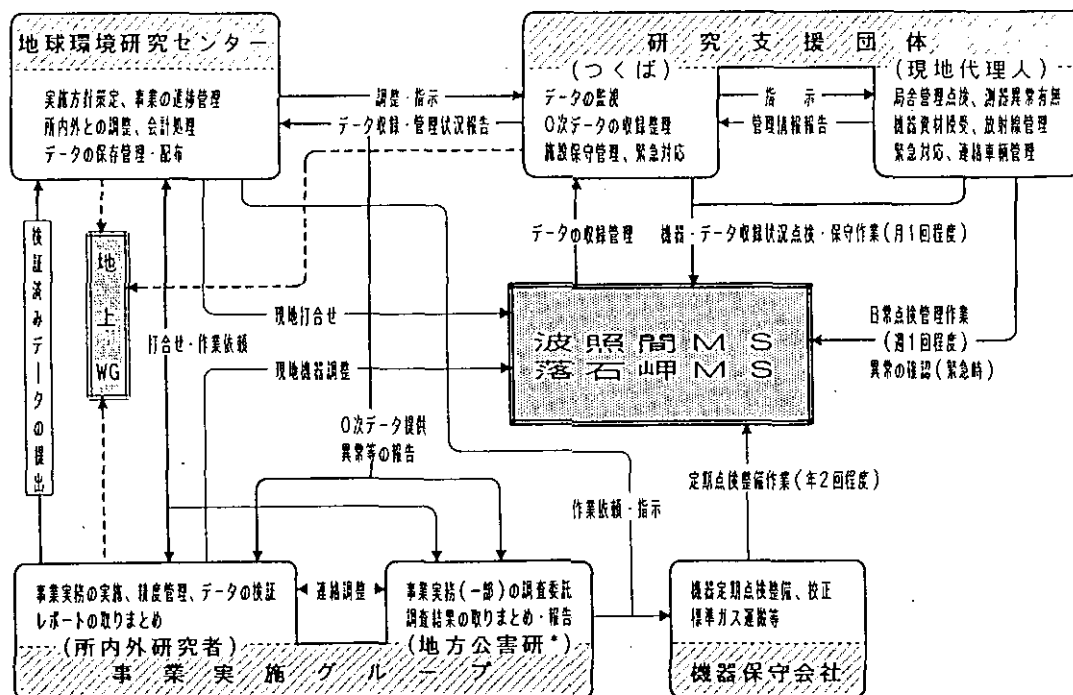 地球環境研究センター
実施方針策定、事業の進捗管理
所内外との調整、会計処理
データの保存管理・配布
調整・指示
データ収録・管理状況報告
研究支援団体
(つくば)
データの監視
0次データの収録整理
施設保守管理、緊急対応
指 示
管理情報報告
(現地代理人)
局舎管理点検、測器異常有無
機器資材授受、放射線管理
緊急対応、連絡車輌管理
検証済みデータの提出
地上WG
打合せ・作業依頼
現地打合せ
現地機器調整
0次データ提供
異常等の報告
データの収録管理
機器・データ収録状況点検・保守作業(月1回程度)
波照間MS
落石岬MS
日常点検管理作業
(週1回程度)
異常の確認(緊急時)
定期点検整備作業(年2回程度)
作業依頼・指示
事業実務の実施、精度管理、データの検証
レポートの取りまとめ
(所内外研究者)
連絡調整
事業実務(一部)の調査委託
調査結果の取りまとめ・報告
(地方公害研*)
事業実施グループ
機器定期点検整備、校正
標準ガス運搬等
機器保守会社